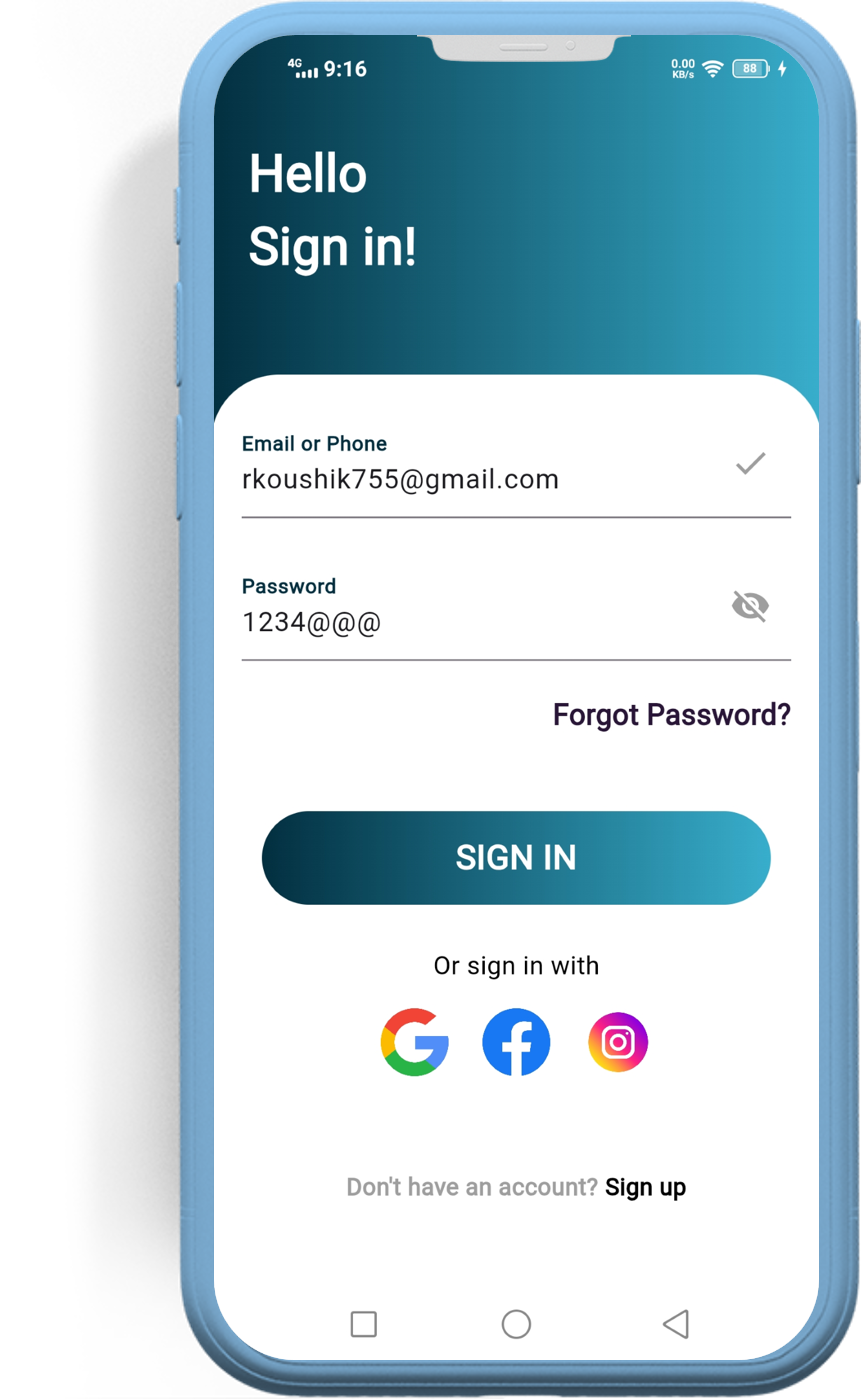 4G 9:16 0.00 KB/s 88
Hello
Sign in!
Email or Phone
rkoushik755@gmail.com
Password
1234@@@
Forgot Password?
SIGN IN
Or sign in with
Don't have an account? Sign up